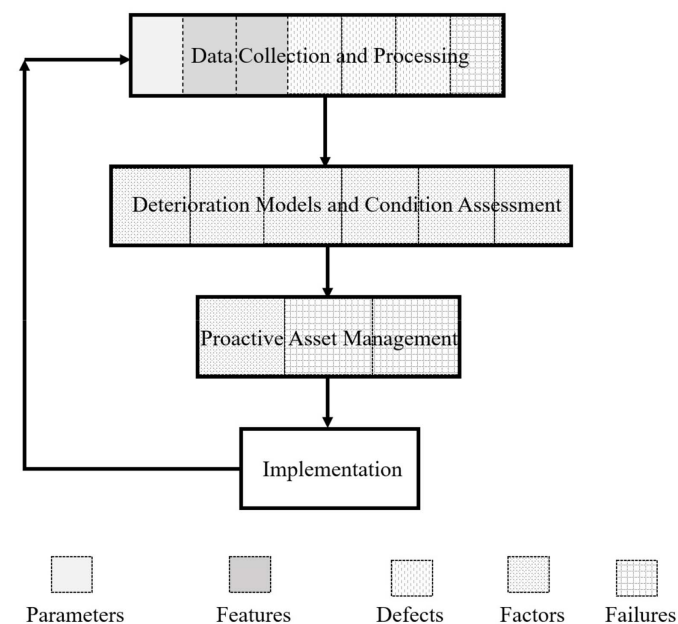 Data Collection and Processing
Deterioration Models and Condition Assessment
Proactive Asset Management
Implementation
Parameters
Features
Defects
Factors
Failures